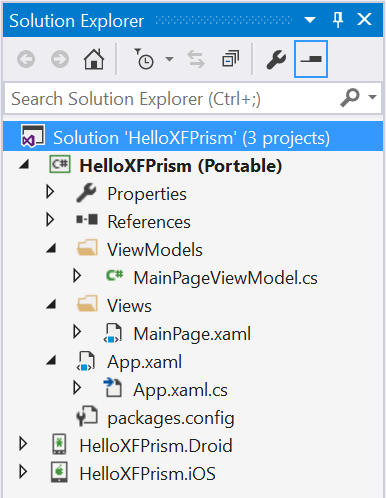 Solution Explorer
Search Solution Explorer (Ctrl+;)
Solution 'HelloXFPrism' (3 projects)
C# HelloXFPrism (Portable)
Properties
References
ViewModels
C# MainPageViewModel.cs
Views
MainPage.xaml
App.xaml
App.xaml.cs
packages.config
HelloXFPrism.Droid
HelloXFPrism.iOS